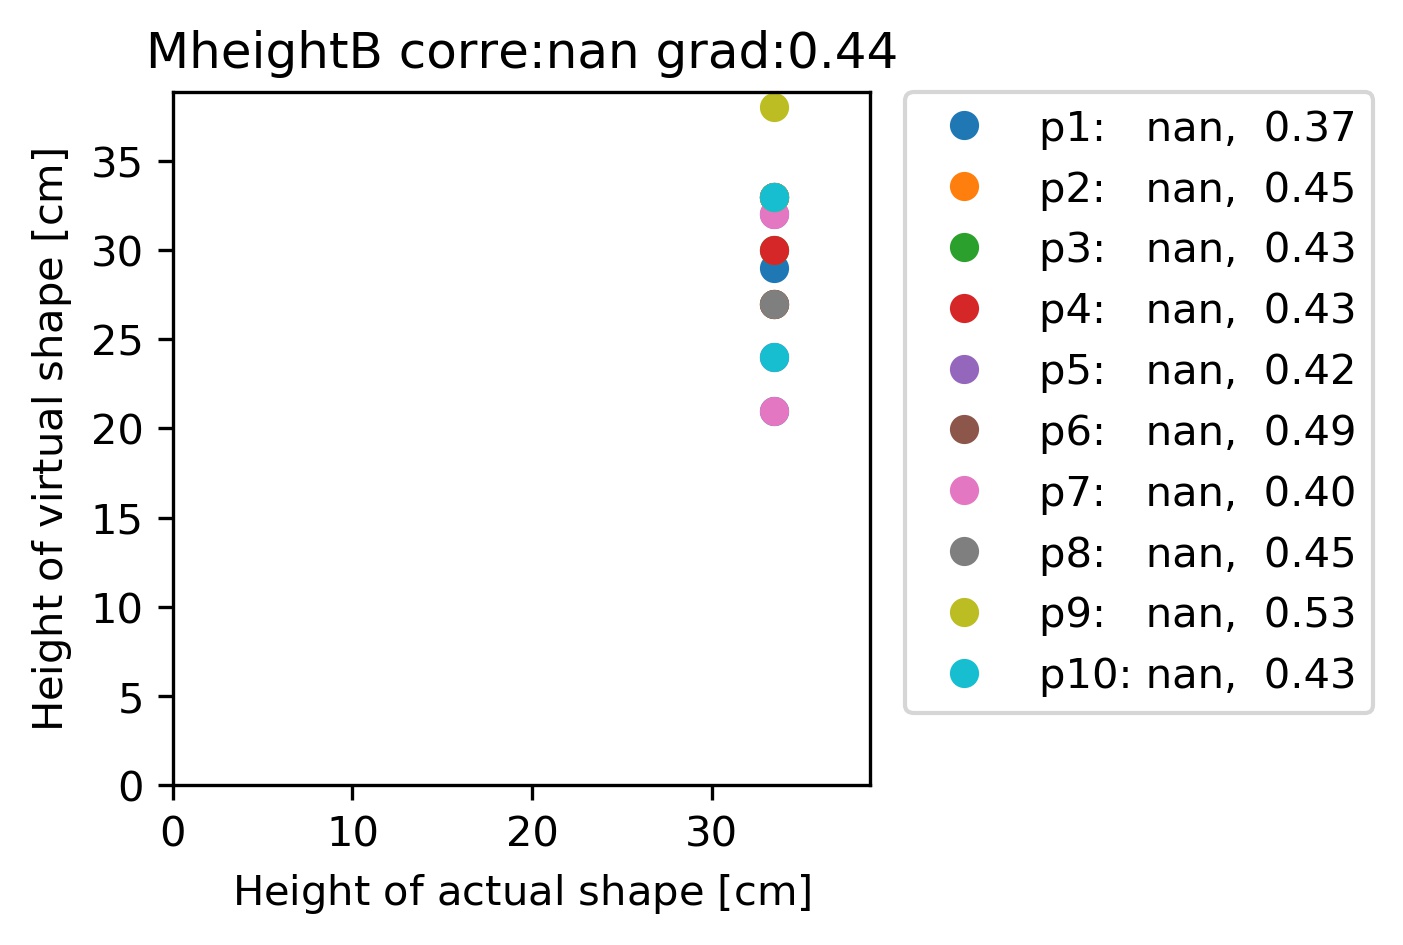 MheightB corre:nan grad:0.44
Height of virtual shape [cm]
35
30
25
20
15
10
5
0
0 10 20 30
Height of actual shape [cm]
p1: nan, 0.37
p2: nan, 0.45
p3: nan, 0.43
p4: nan, 0.43
p5: nan, 0.42
p6: nan, 0.49
p7: nan, 0.40
p8: nan, 0.45
p9: nan, 0.53
p10: nan, 0.43